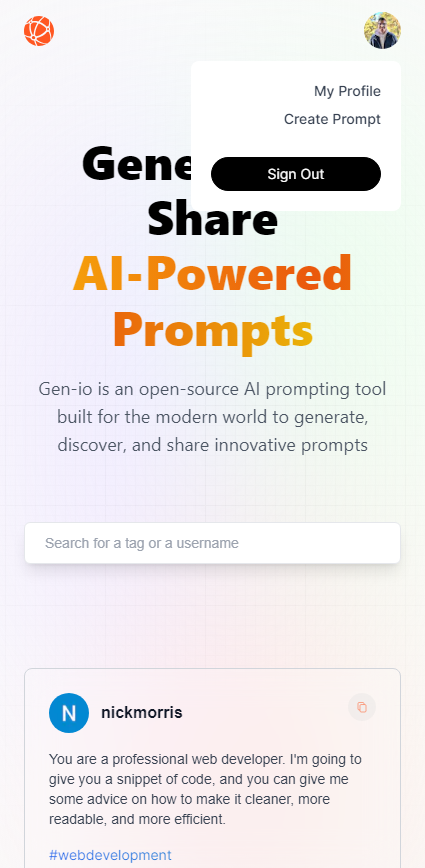 My Profile
Create Prompt
Sign Out
Gene
Share
AI-Powered
Prompts
Gen-io is an open-source AI prompting tool
built for the modern world to generate,
discover, and share innovative prompts
Search for a tag or a username
N
nickmorris
You are a professional web developer. I'm going to
give you a snippet of code, and you can give me
some advice on how to make it cleaner, more
readable, and more efficient.
#webdevelopment